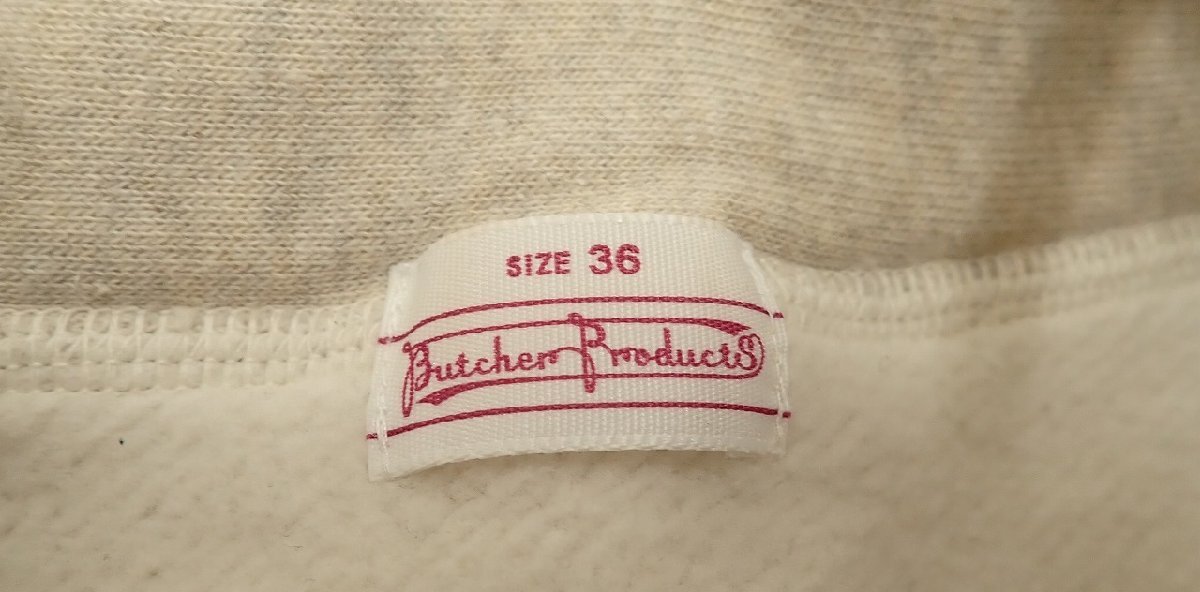 SIZE 36
Butcher Products